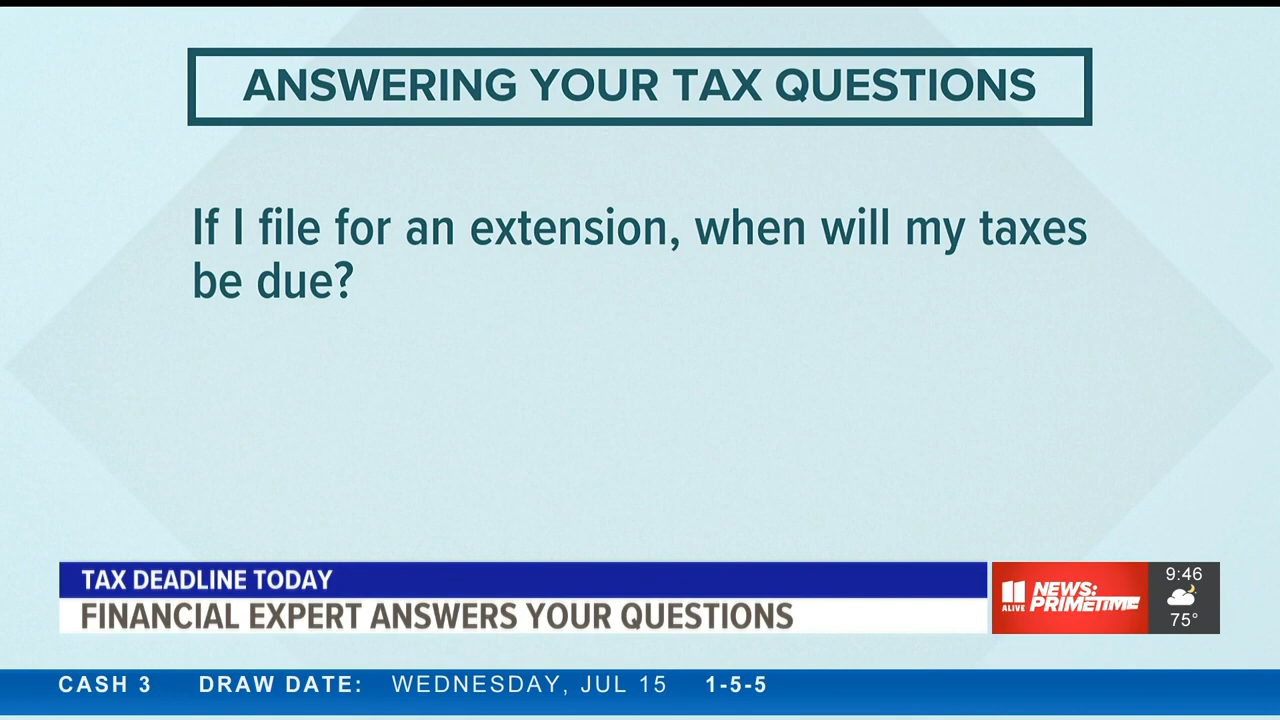 ANSWERING YOUR TAX QUESTIONS
If I file for an extension, when will my taxes
be due?
TAX DEADLINE TODAY
FINANCIAL EXPERT ANSWERS YOUR QUESTIONS
11 ALIVE NEWS: PRIMETIME
9:46
75°
CASH 3 DRAW DATE: WEDNESDAY, JUL 15 1-5-5